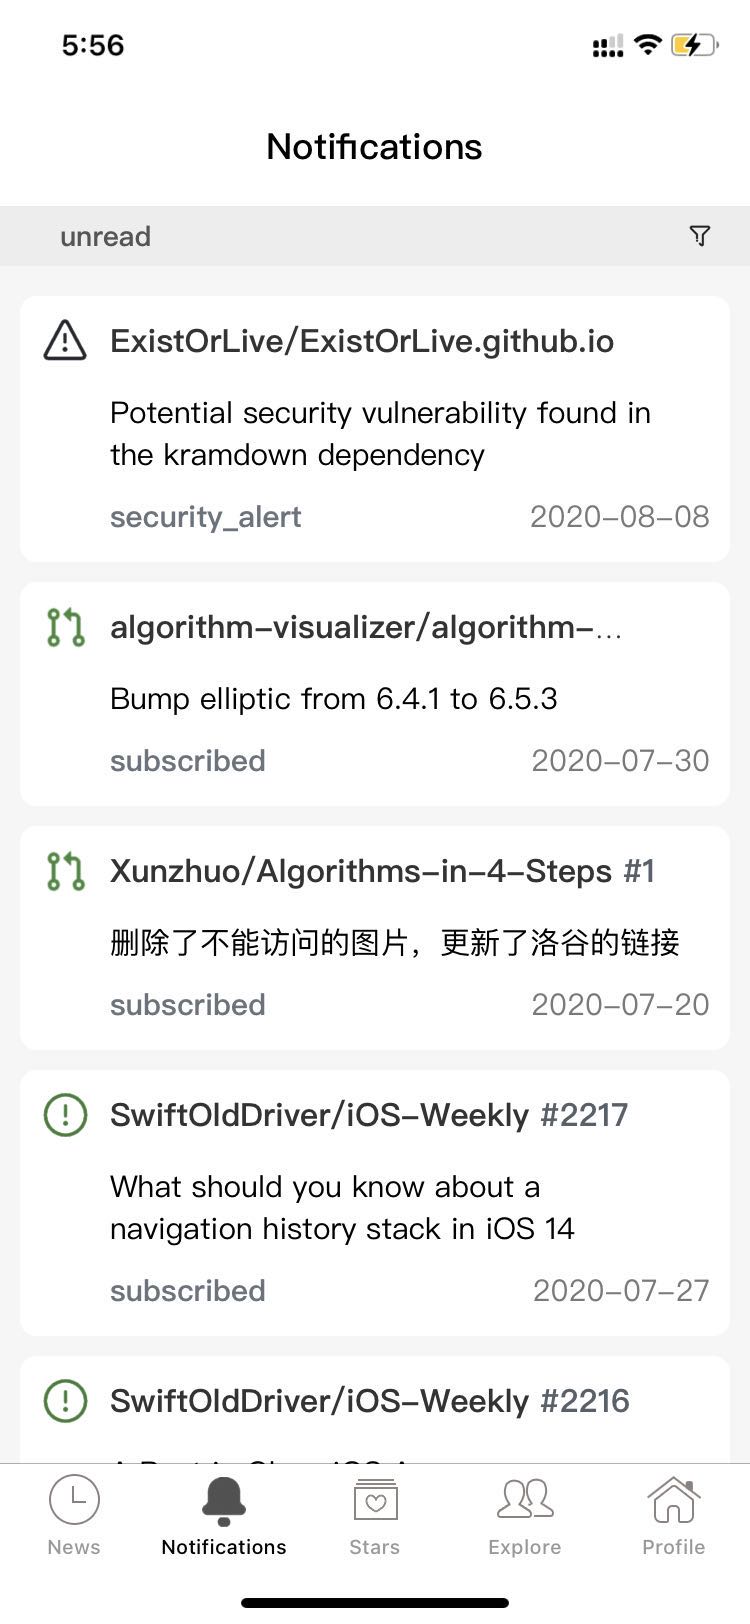 5:56
Notifications
unread
ExistOrLive/ExistOrLive.github.io
Potential security vulnerability found in
the kramdown dependency
security_alert 2020-08-08
algorithm-visualizer/algorithm-...
Bump elliptic from 6.4.1 to 6.5.3
subscribed 2020-07-30
Xunzhuo/Algorithms-in-4-Steps #1
删除了不能访问的图片，更新了洛谷的链接
subscribed 2020-07-20
SwiftOldDriver/iOS-Weekly #2217
What should you know about a
navigation history stack in iOS 14
subscribed 2020-07-27
SwiftOldDriver/iOS-Weekly #2216
News Notifications Stars Explore Profile